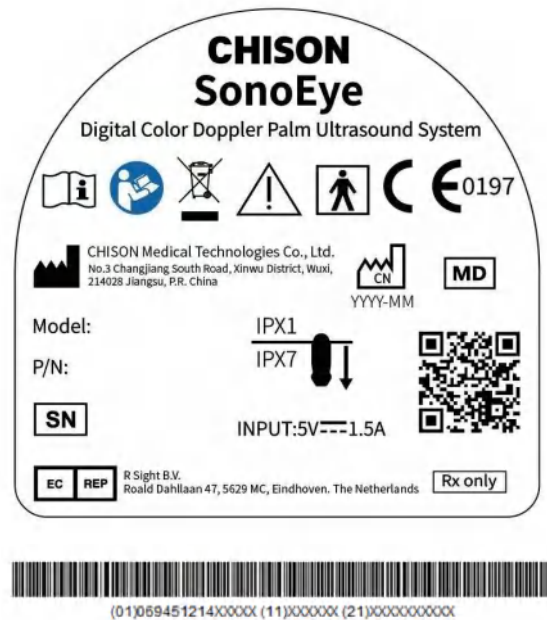 CHISON
SonoEye
Digital Color Doppler Palm Ultrasound System
i
CE 0197
CHISON Medical Technologies Co., Ltd.
No.3 Changjiang South Road, Xinwu District, Wuxi,
214028 Jiangsu, P.R. China
CN
YYYY-MM
MD
Model:
IPX1
P/N:
IPX7
SN
INPUT:5V⎓1.5A
EC REP
R Sight B.V.
Roald Dahllaan 47, 5629 MC, Eindhoven. The Netherlands
Rx only
(01)069451214XXXXX (11)XXXXXX (21)XXXXXXXXXXX